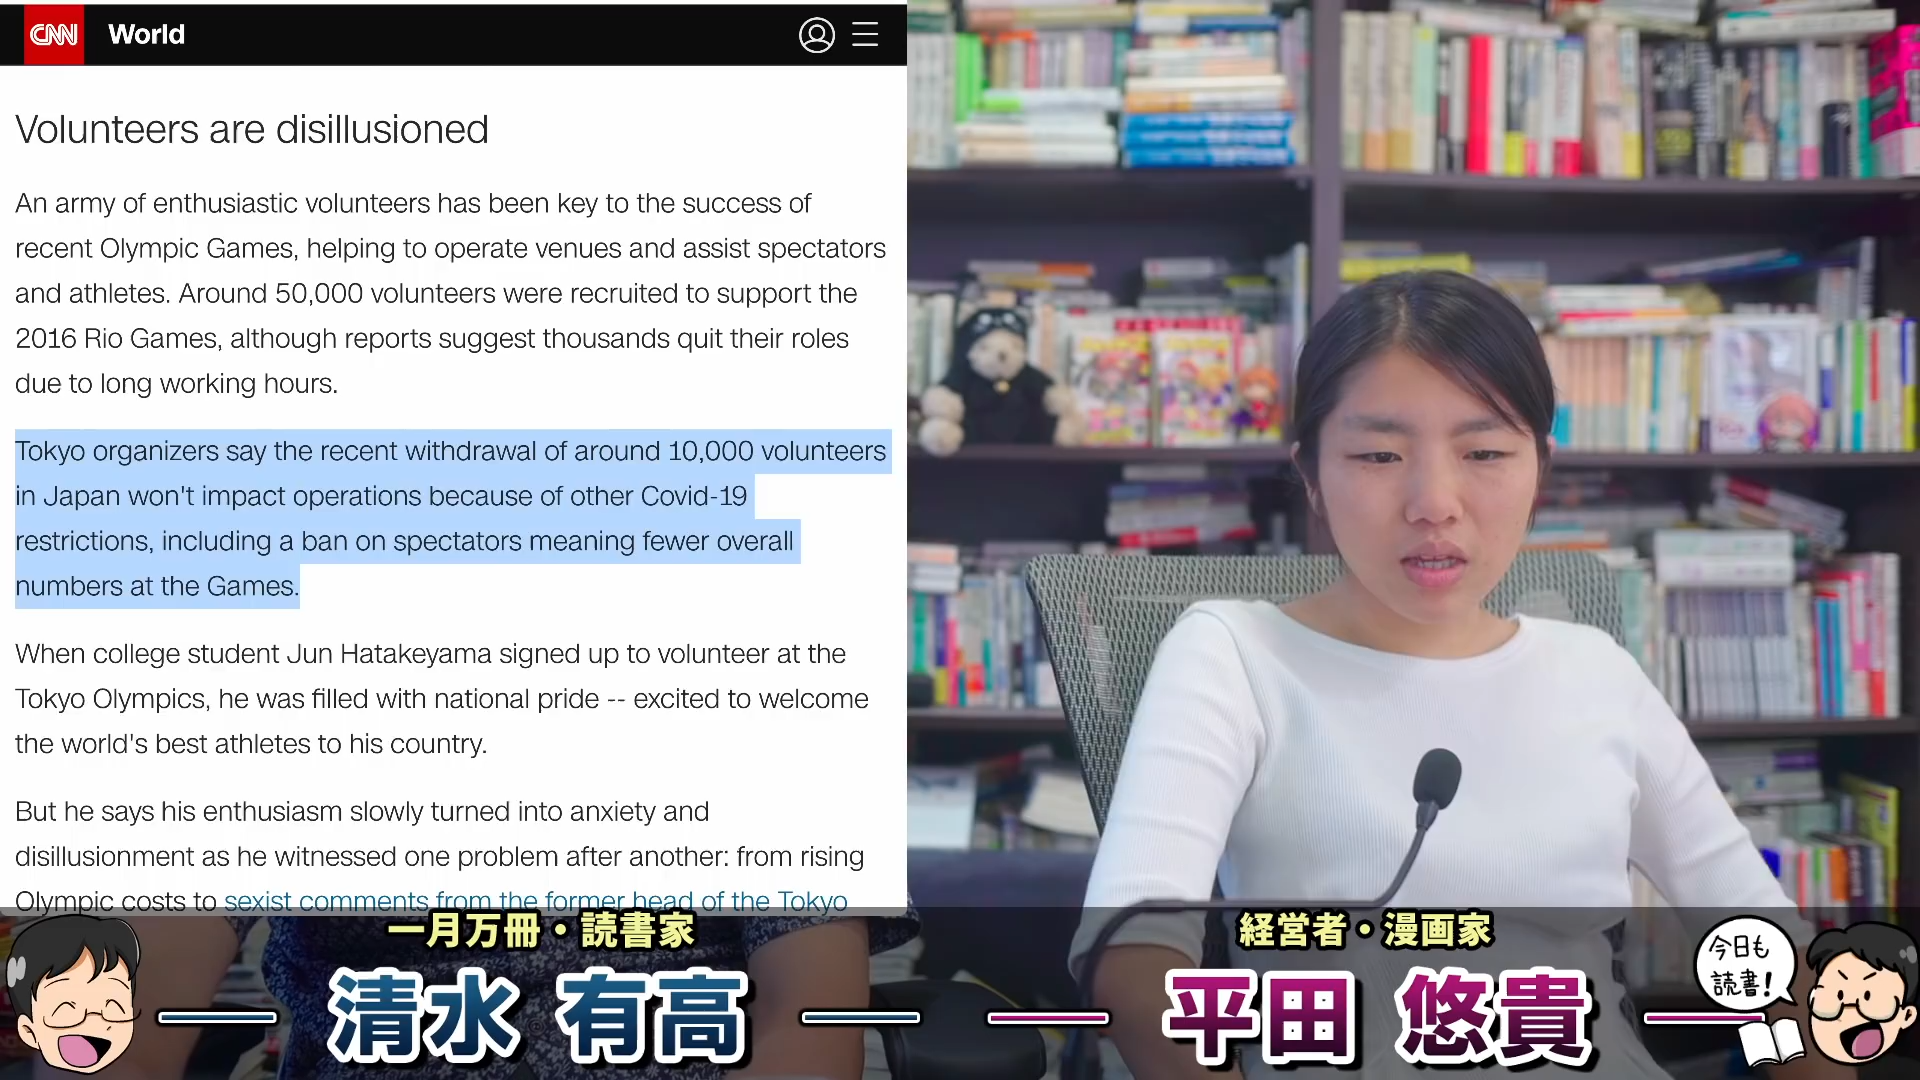 CNN World
Volunteers are disillusioned
An army of enthusiastic volunteers has been key to the success of
recent Olympic Games, helping to operate venues and assist spectators
and athletes. Around 50,000 volunteers were recruited to support the
2016 Rio Games, although reports suggest thousands quit their roles
due to long working hours.
Tokyo organizers say the recent withdrawal of around 10,000 volunteers
in Japan won't impact operations because of other Covid-19
restrictions, including a ban on spectators meaning fewer overall
numbers at the Games.
When college student Jun Hatakeyama signed up to volunteer at the
Tokyo Olympics, he was filled with national pride -- excited to welcome
the world's best athletes to his country.
But he says his enthusiasm slowly turned into anxiety and
disillusionment as he witnessed one problem after another: from rising
Olympic costs to sexist comments from the former head of the Tokyo
一月万冊・読書家
清水 有高
経営者・漫画家
平田 悠貴
今日も
読書!